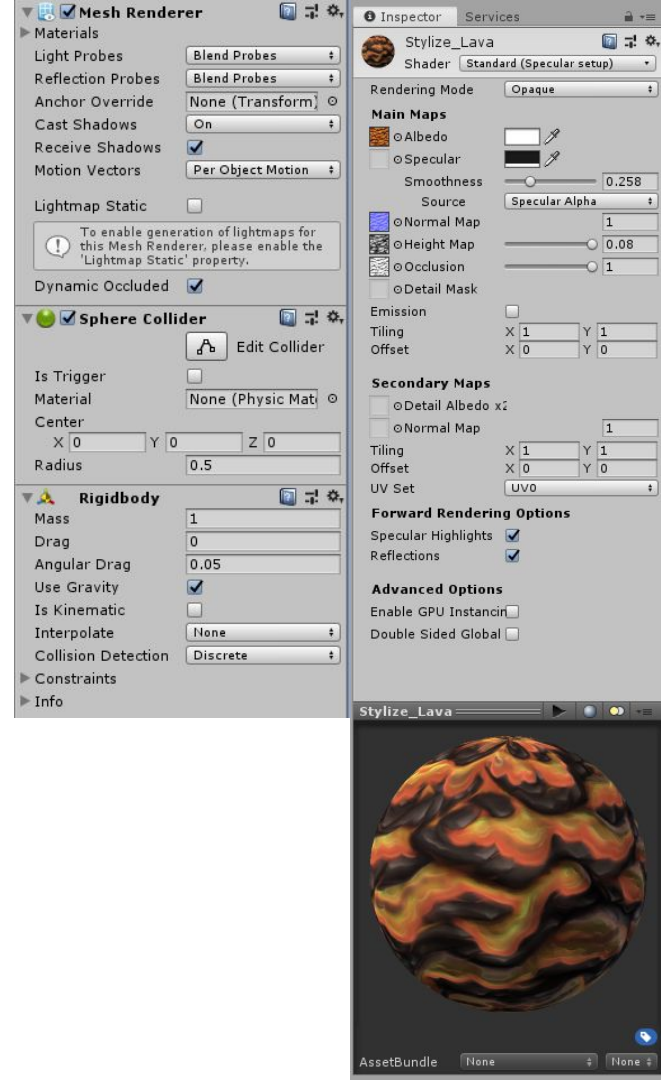 Mesh Renderer
Materials
Light Probes Blend Probes
Reflection Probes Blend Probes
Anchor Override None (Transform)
Cast Shadows On
Receive Shadows
Motion Vectors Per Object Motion
Lightmap Static
To enable generation of lightmaps for
this Mesh Renderer, please enable the
'Lightmap Static' property.
Dynamic Occluded
Sphere Collider
Edit Collider
Is Trigger
Material None (Physic Mat
Center
X 0 Y 0 Z 0
Radius 0.5
Rigidbody
Mass 1
Drag 0
Angular Drag 0.05
Use Gravity
Is Kinematic
Interpolate None
Collision Detection Discrete
Constraints
Info
Inspector Services
Stylize_Lava
Shader Standard (Specular setup)
Rendering Mode Opaque
Main Maps
Albedo
Specular
Smoothness 0.258
Source Specular Alpha
Normal Map 1
Height Map 0.08
Occlusion 1
Detail Mask
Emission
Tiling X 1 Y 1
Offset X 0 Y 0
Secondary Maps
Detail Albedo x2
Normal Map 1
Tiling X 1 Y 1
Offset X 0 Y 0
UV Set UV0
Forward Rendering Options
Specular Highlights
Reflections
Advanced Options
Enable GPU Instancin
Double Sided Global
Stylize_Lava
AssetBundle None None